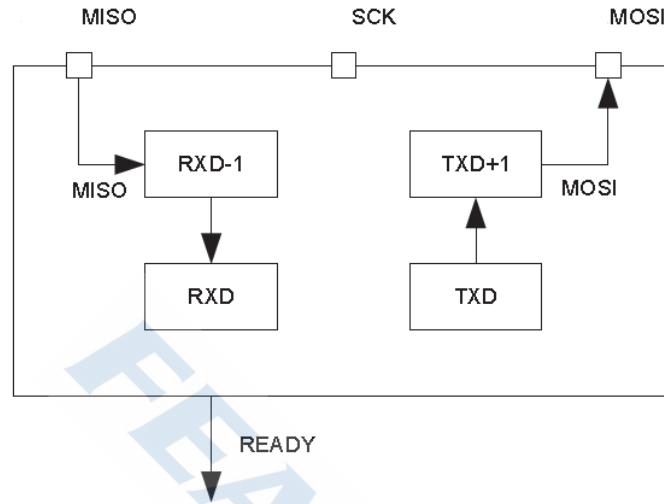 MISO SCK MOSI
RXD-1 TXD+1
MISO MOSI
RXD TXD
READY